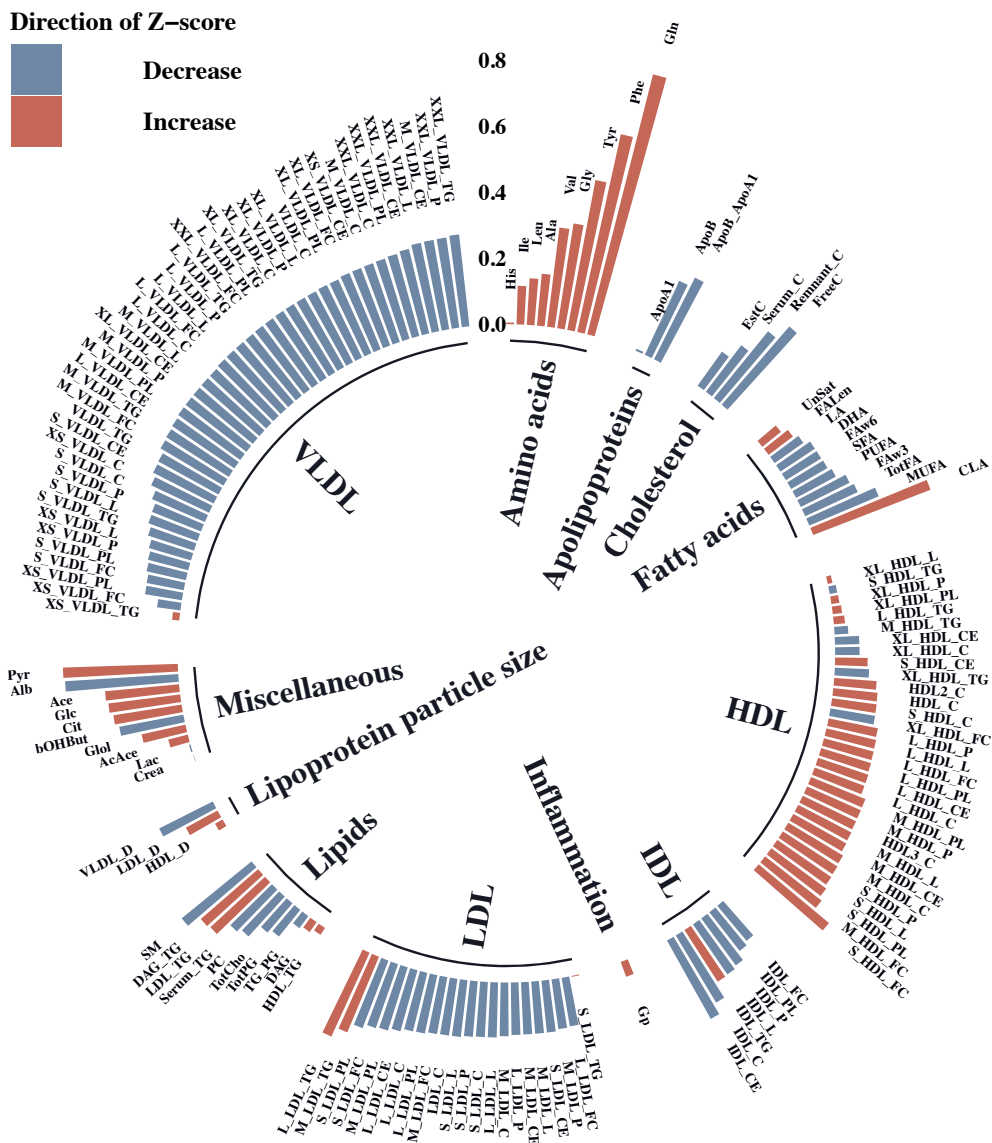 Direction of Z−score
Decrease
Increase
0.8
0.6
0.4
0.2
0.0
His
Ile
Leu
Ala
Val
Gly
Tyr
Phe
Gln
Amino acids
ApoA1
ApoB
ApoB_ApoA1
Apolipoproteins
EstC
Serum_C
Remnant_C
FreeC
Cholesterol
UnSat
FALen
LA
DHA
FAw6
SFA
PUFA
FAw3
TotFA
MUFA
CLA
Fatty acids
XL_HDL_L
S_HDL_TG
XL_HDL_P
XL_HDL_PL
L_HDL_TG
M_HDL_TG
XL_HDL_CE
XL_HDL_C
S_HDL_CE
XL_HDL_TG
HDL2_C
HDL_C
S_HDL_C
XL_HDL_FC
L_HDL_P
L_HDL_L
L_HDL_FC
L_HDL_PL
L_HDL_CE
L_HDL_C
M_HDL_PL
M_HDL_P
HDL3_C
M_HDL_L
M_HDL_CE
M_HDL_C
S_HDL_P
S_HDL_L
S_HDL_PL
M_HDL_FC
S_HDL_FC
HDL
IDL_FC
IDL_PL
IDL_P
IDL_L
IDL_TG
IDL_C
IDL_CE
IDL
Gp
Inflammation
S_LDL_TG
L_LDL_FC
M_LDL_P
S_LDL_CE
M_LDL_L
M_LDL_CE
L_LDL_P
M_LDL_C
L_LDL_L
S_LDL_C
S_LDL_P
S_LDL_L
LDL_C
M_LDL_FC
L_LDL_PL
L_LDL_C
L_LDL_CE
M_LDL_PL
S_LDL_FC
S_LDL_PL
M_LDL_TG
L_LDL_TG
LDL
HDL_TG
DAG
TG_PG
TotPG
TotCho
PC
Serum_TG
LDL_TG
DAG_TG
SM
Lipids
HDL_D
LDL_D
VLDL_D
Lipoprotein particle size
Crea
Lac
AcAce
Glol
bOHBut
Cit
Glc
Ace
Alb
Pyr
Miscellaneous
XS_VLDL_TG
XS_VLDL_FC
XS_VLDL_PL
S_VLDL_FC
S_VLDL_PL
XS_VLDL_P
XS_VLDL_L
S_VLDL_TG
S_VLDL_L
S_VLDL_P
S_VLDL_C
XS_VLDL_C
S_VLDL_CE
VLDL_TG
M_VLDL_FC
M_VLDL_TG
L_VLDL_CE
M_VLDL_PL
M_VLDL_P
XL_VLDL_CE
M_VLDL_L
L_VLDL_C
L_VLDL_FC
L_VLDL_L
L_VLDL_P
L_VLDL_TG
XXL_VLDL_FC
L_VLDL_PL
XL_VLDL_TG
XL_VLDL_C
XL_VLDL_P
XL_VLDL_L
VLDL_C
XL_VLDL_PL
XL_VLDL_FC
XS_VLDL_CE
M_VLDL_C
XXL_VLDL_C
XXL_VLDL_CE
XXL_VLDL_PL
XXL_VLDL_L
M_VLDL_CE
XXL_VLDL_P
XXL_VLDL_TG
VLDL